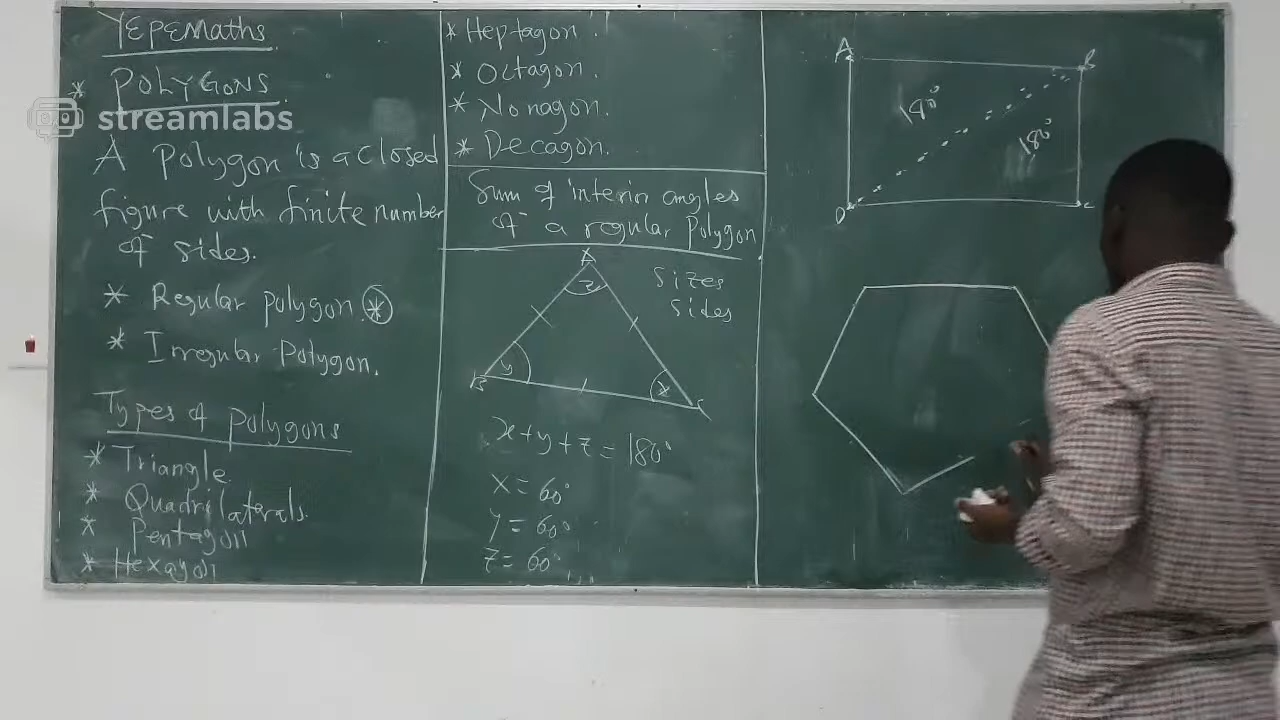 YEPEMaths
* POLYGONS
streamlabs
A Polygon is a closed
figure with finite number
of sides.
* Regular polygon *
* Irregular Polygon.
Types of polygons
* Triangle
* Quadrilaterals
* Pentagon
* Hexagon
* Heptagon.
* Octagon.
* Nonagon.
* Decagon.
Sum of interior angles
of a regular Polygon
A
z
sizes
sides
B
y
x
C
x+y+z=180°
x=60°
y=60°
z=60°
A
B
180°
180°
D
C